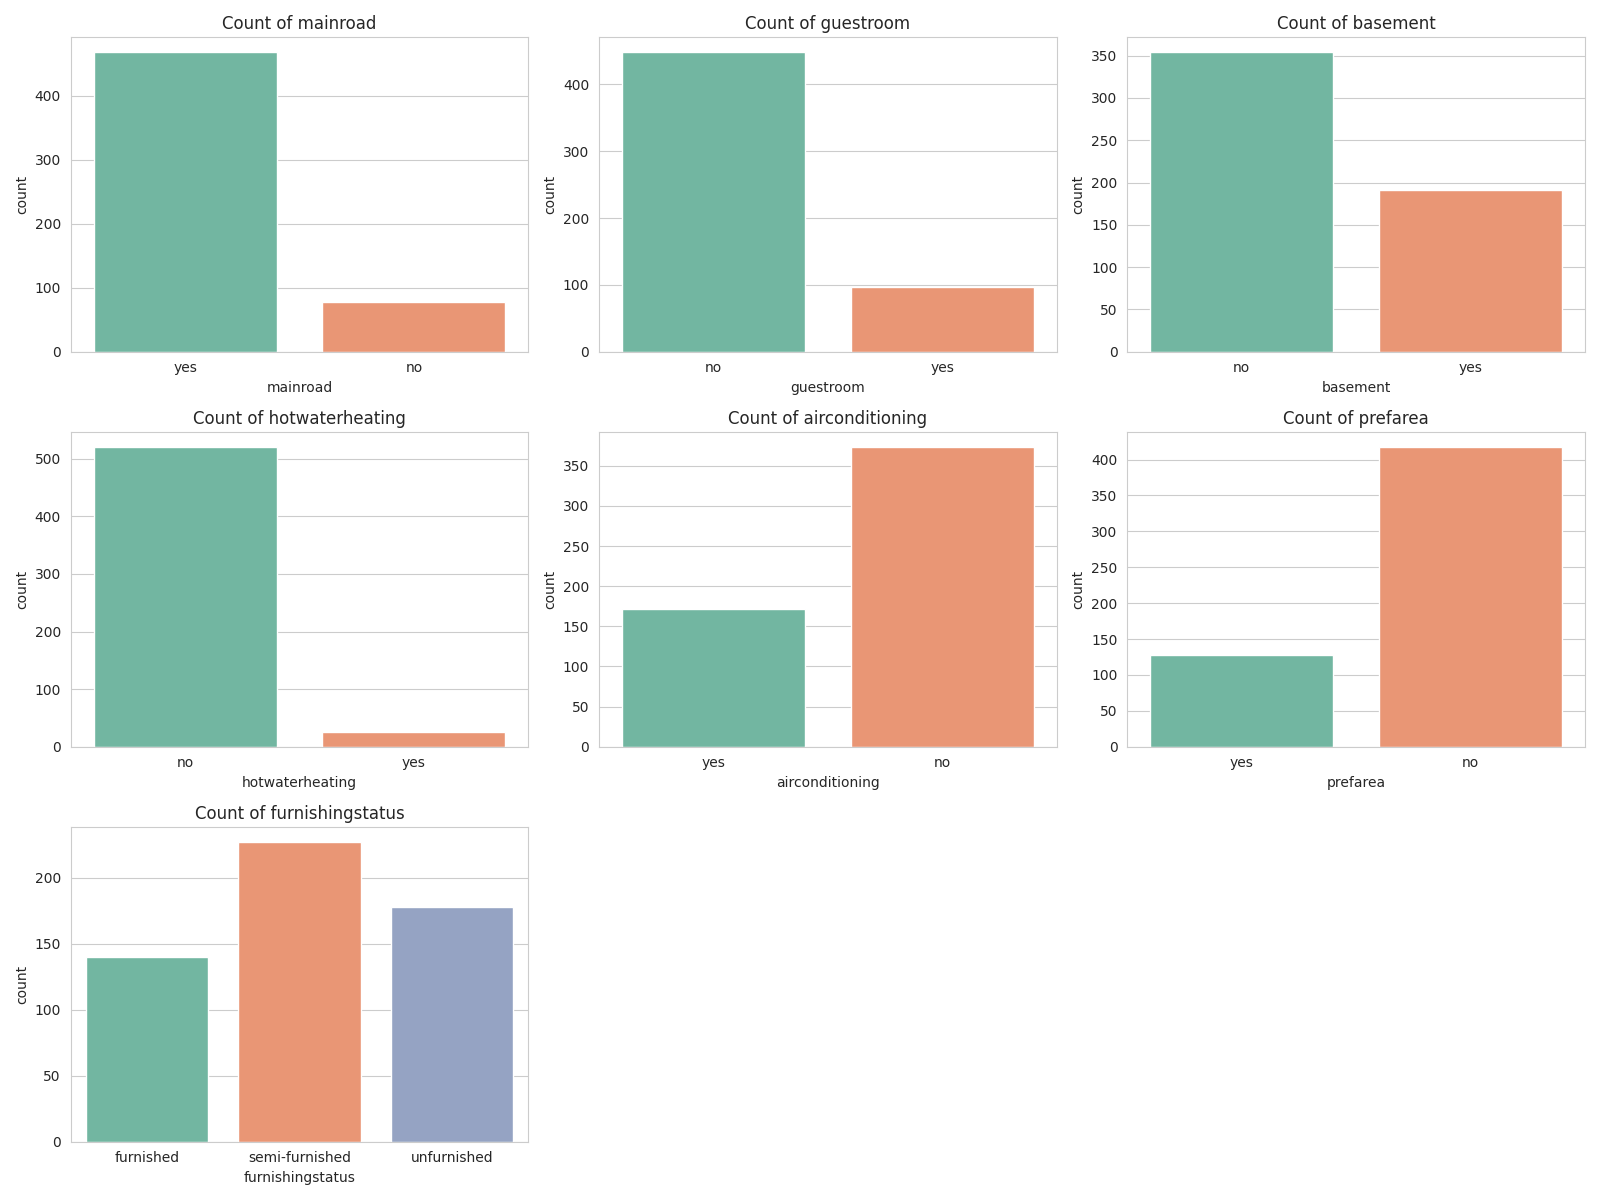 Count of mainroad
400
300
200
100
0
count
yes
no
mainroad
Count of guestroom
400
300
200
100
0
count
no
yes
guestroom
Count of basement
350
300
250
200
150
100
50
0
count
no
yes
basement
Count of hotwaterheating
500
400
300
200
100
0
count
no
yes
hotwaterheating
Count of airconditioning
350
300
250
200
150
100
50
0
count
yes
no
airconditioning
Count of prefarea
400
350
300
250
200
150
100
50
0
count
yes
no
prefarea
Count of furnishingstatus
200
150
100
50
0
count
furnished
semi-furnished
unfurnished
furnishingstatus